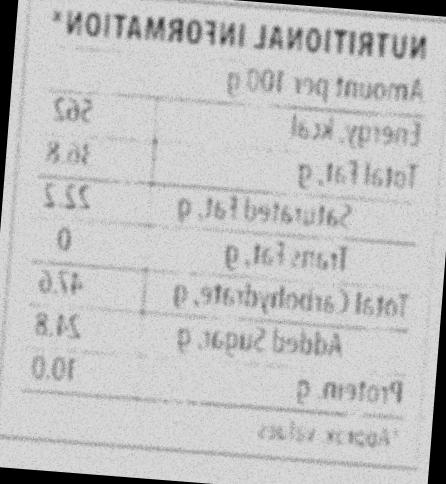 NUTRITIONAL INFORMATION*
Amount per 100 g
Energy, kcal 562
Total Fat, g 36.8
Saturated Fat, g 22.2
Trans Fat, g 0
Total Carbohydrate, g 47.6
Added Sugar, g 24.8
Protein, g 10.0
*Approx. values